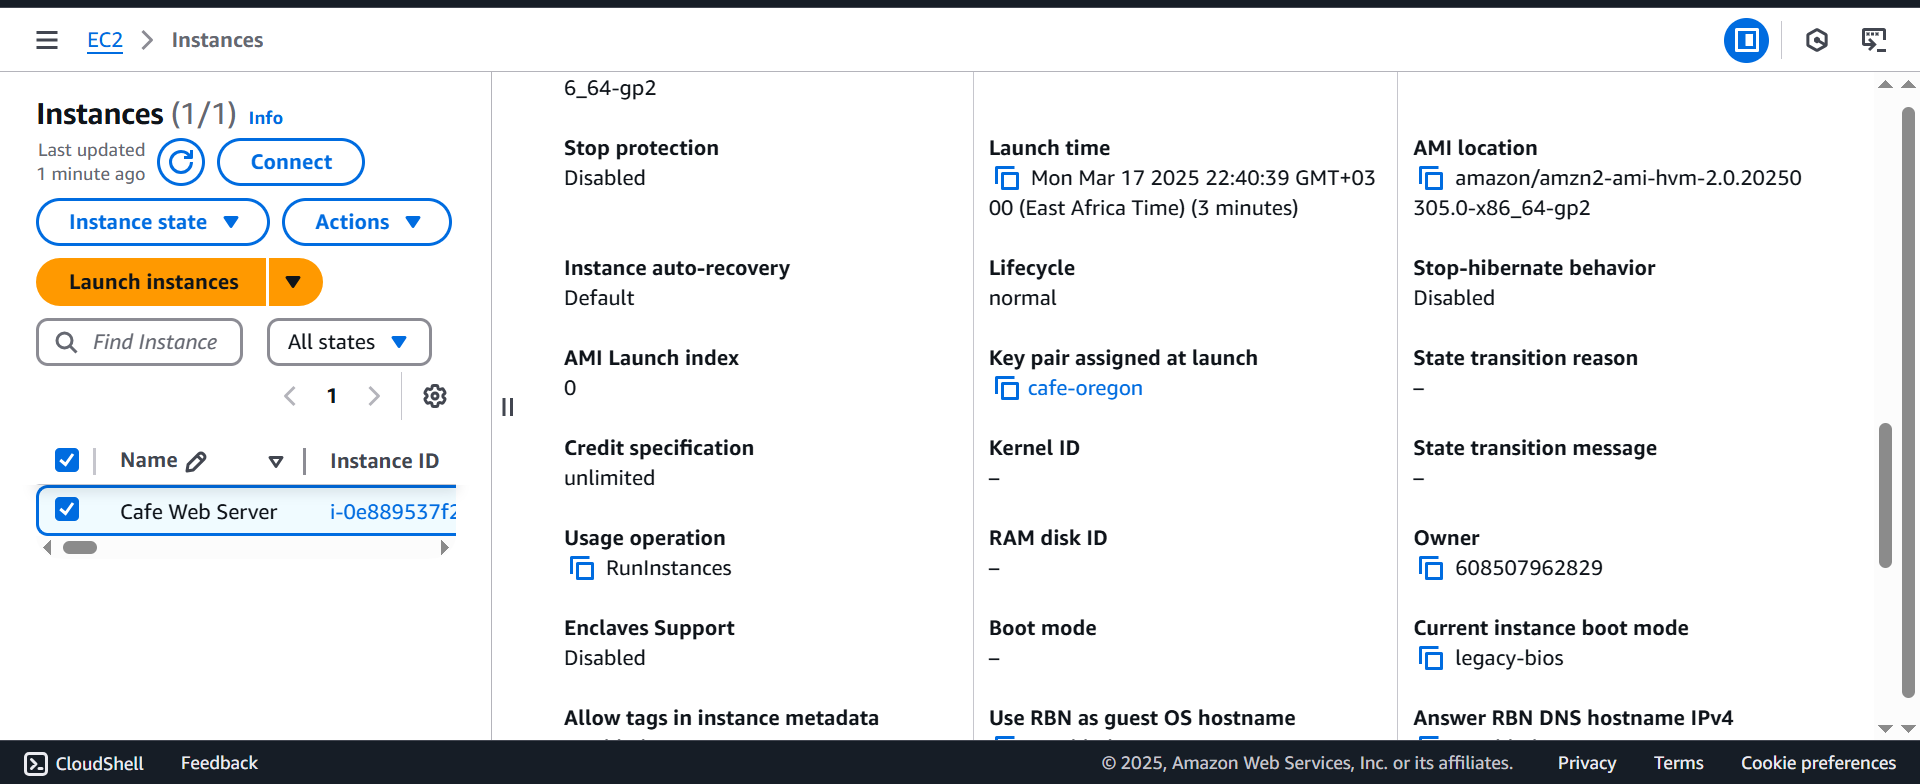 EC2 > Instances
Instances (1/1) Info
Last updated
1 minute ago
Connect
Instance state
Actions
Launch instances
Find Instance
All states
1
Name
Instance ID
Cafe Web Server
i-0e889537f2
6_64-gp2
Stop protection
Disabled
Launch time
Mon Mar 17 2025 22:40:39 GMT+03
00 (East Africa Time) (3 minutes)
AMI location
amazon/amzn2-ami-hvm-2.0.20250
305.0-x86_64-gp2
Instance auto-recovery
Default
Lifecycle
normal
Stop-hibernate behavior
Disabled
AMI Launch index
0
Key pair assigned at launch
cafe-oregon
State transition reason
–
Credit specification
unlimited
Kernel ID
–
State transition message
–
Usage operation
RunInstances
RAM disk ID
–
Owner
608507962829
Enclaves Support
Disabled
Boot mode
–
Current instance boot mode
legacy-bios
Allow tags in instance metadata
Use RBN as guest OS hostname
Answer RBN DNS hostname IPv4
CloudShell
Feedback
© 2025, Amazon Web Services, Inc. or its affiliates.
Privacy
Terms
Cookie preferences